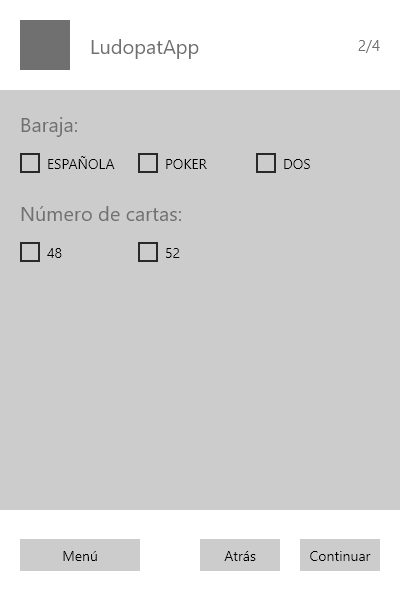 LudopatApp 2/4
Baraja:
ESPAÑOLA POKER DOS
Número de cartas:
48 52
Menú Atrás Continuar